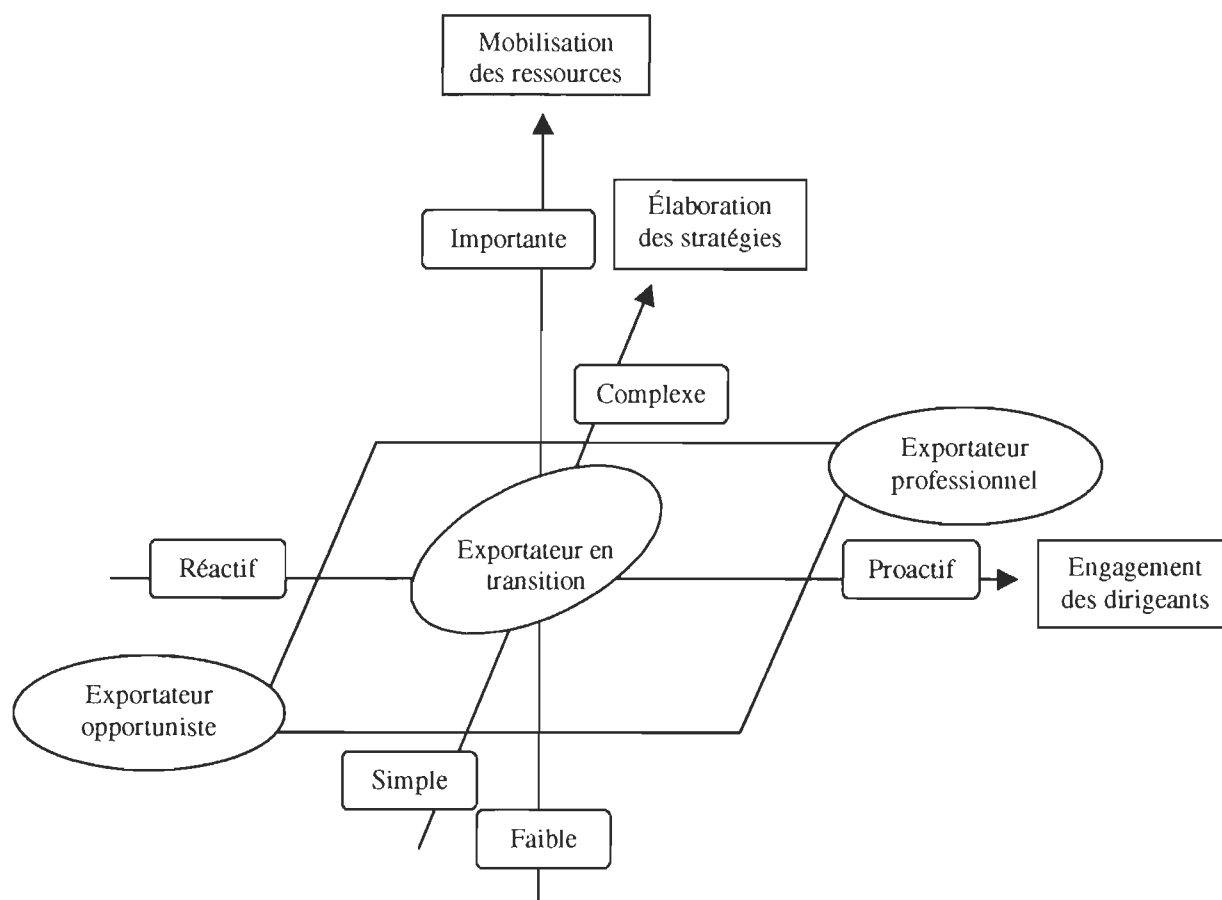 Mobilisation
des ressources
Élaboration
des stratégies
Importante
Complexe
Exportateur
professionnel
Exportateur en
transition
Réactif
Proactif
Engagement
des dirigeants
Exportateur
opportuniste
Simple
Faible